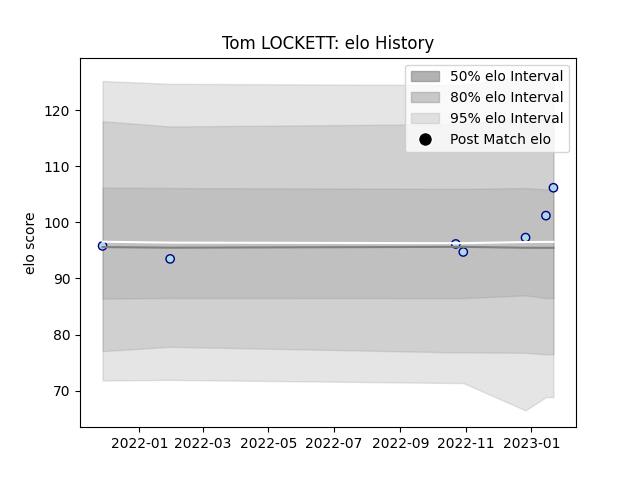 Tom LOCKETT: elo History
50% elo Interval
80% elo Interval
95% elo Interval
Post Match elo
elo score
120
110
100
90
80
70
2022-01 2022-03 2022-05 2022-07 2022-09 2022-11 2023-01